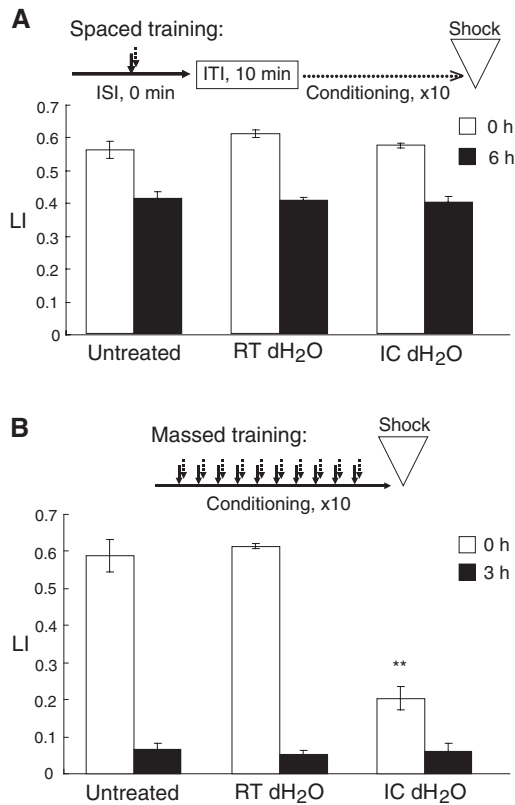 A
Spaced training:
Shock
ISI, 0 min
ITI, 10 min
Conditioning, x10
0.7
0.6
0.5
0.4
0.3
0.2
0.1
0
LI
0 h
6 h
Untreated
RT dH₂O
IC dH₂O
B
Massed training:
Shock
Conditioning, x10
0.7
0.6
0.5
0.4
0.3
0.2
0.1
0
LI
0 h
3 h
**
Untreated
RT dH₂O
IC dH₂O